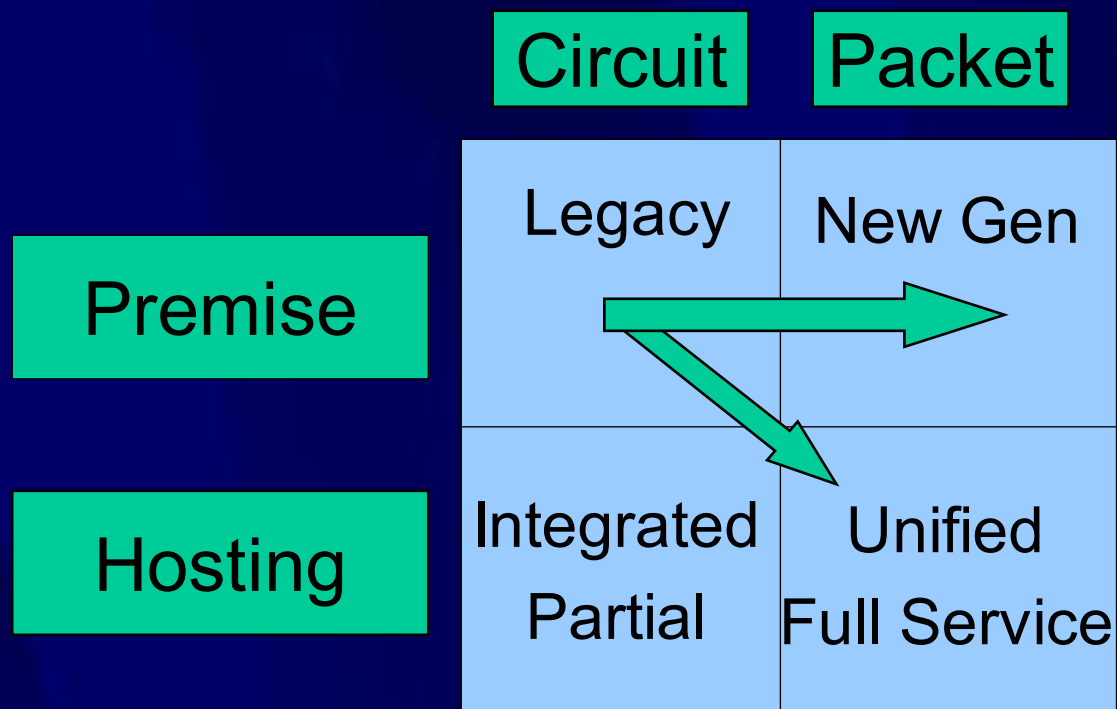 Circuit
Packet
Premise
Legacy
New Gen
Hosting
Integrated
Partial
Unified
Full Service